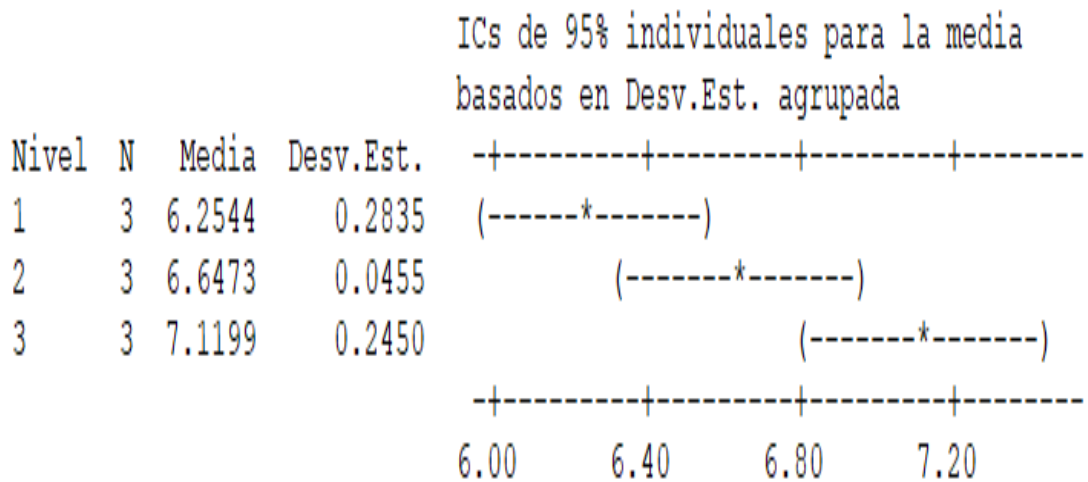 ICs de 95% individuales para la media
basados en Desv.Est. agrupada
Nivel  N   Media  Desv.Est.   -+---------+---------+---------+--------
1      3  6.2544     0.2835   (------*-------)
2      3  6.6473     0.0455            (-------*-------)
3      3  7.1199     0.2450                        (-------*-------)
                              -+---------+---------+---------+--------
                             6.00      6.40      6.80      7.20